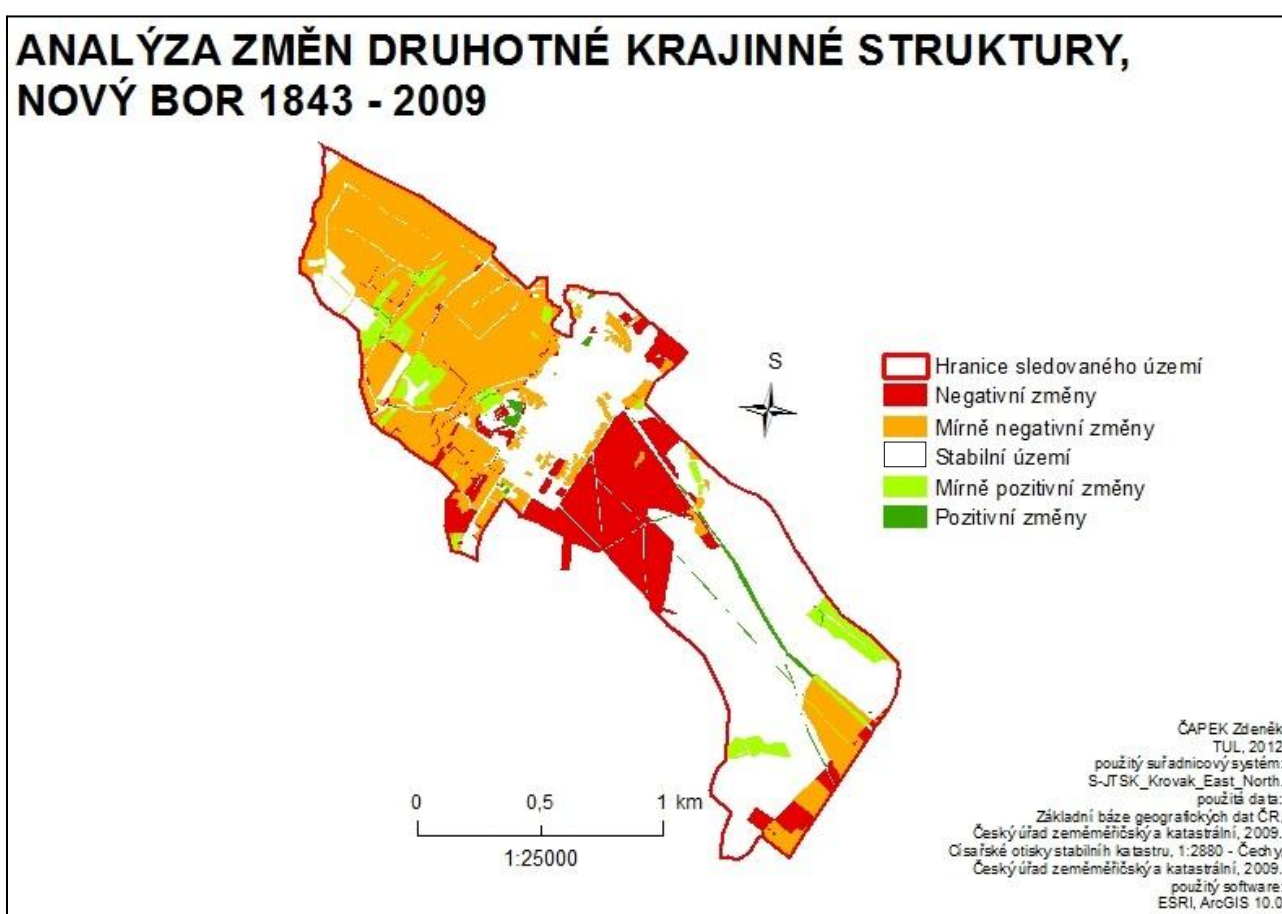 ANALÝZA ZMĚN DRUHOTNÉ KRAJINNÉ STRUKTURY,
NOVÝ BOR 1843 - 2009
S
Hranice sledovaného území
Negativní změny
Mírně negativní změny
Stabilní území
Mírně pozitivní změny
Pozitivní změny
0 0,5 1 km
1:25000
ČAPEK Zdeněk
TUL, 2012
použitý suřadnicový systém:
S-JTSK_Krovak_East_North.
použitá data:
Základní báze geografických dat ČR.
Český úřad zeměměřičský a katastrální, 2009.
Císařské otisky stabilních katastru, 1:2880 - Čechy.
Český úřad zeměměřičský a katastrální, 2009.
použitý software:
ESRI, ArcGIS 10.0